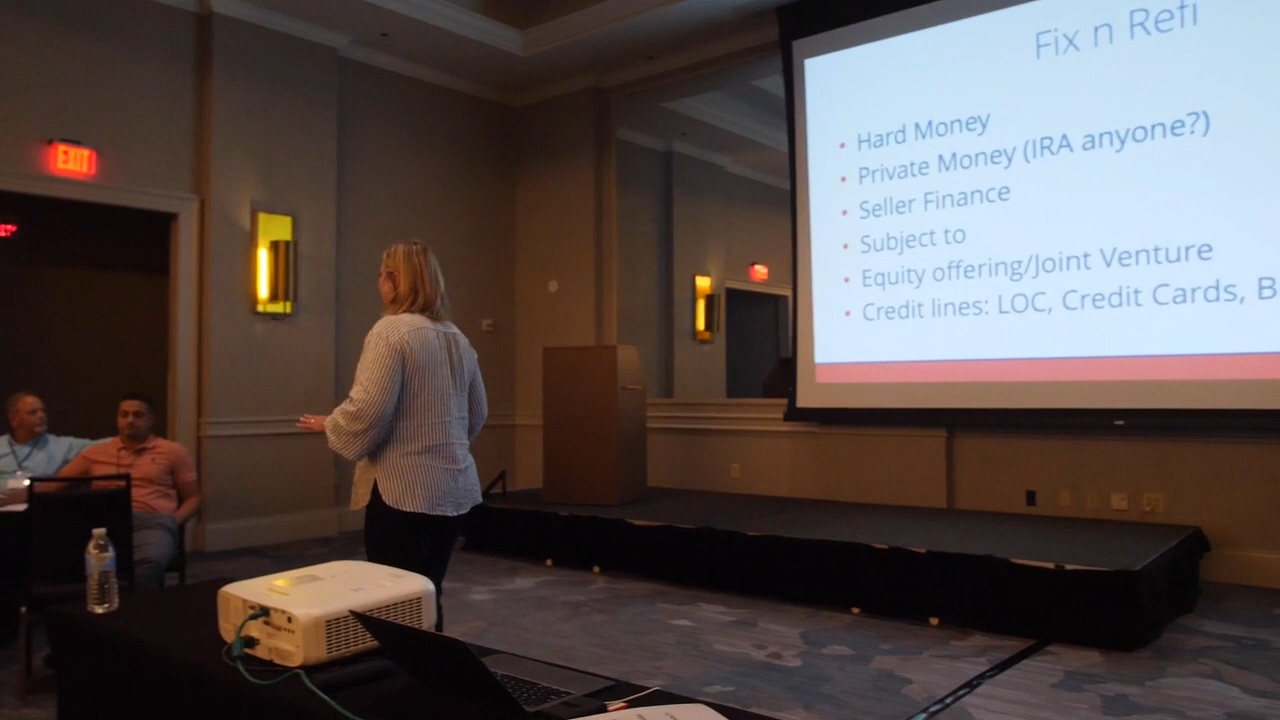 Fix n Refi
• Hard Money
• Private Money (IRA anyone?)
• Seller Finance
• Subject to
• Equity offering/Joint Venture
• Credit lines: LOC, Credit Cards, B
EXIT